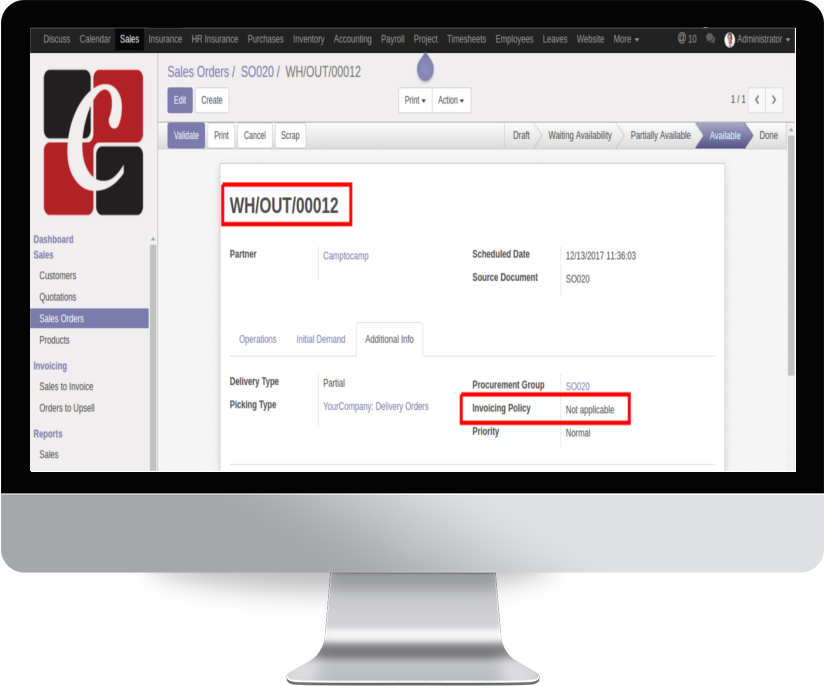 Discuss Calendar Sales Insurance HR Insurance Purchases Inventory Accounting Payroll Project Timesheets Employees Leaves Website More @ 10 Administrator
Sales Orders / SO020 / WH/OUT/00012
Edit Create Print Action 1 / 1
Validate Print Cancel Scrap Draft Waiting Availability Partially Available Available Done
WH/OUT/00012
Dashboard
Sales
Customers
Quotations
Sales Orders
Products
Invoicing
Sales to Invoice
Orders to Upsell
Reports
Sales
Partner Camptocamp
Scheduled Date 12/13/2017 11:36:03
Source Document SO020
Operations Initial Demand Additional Info
Delivery Type Partial
Picking Type YourCompany: Delivery Orders
Procurement Group SO020
Invoicing Policy Not applicable
Priority Normal